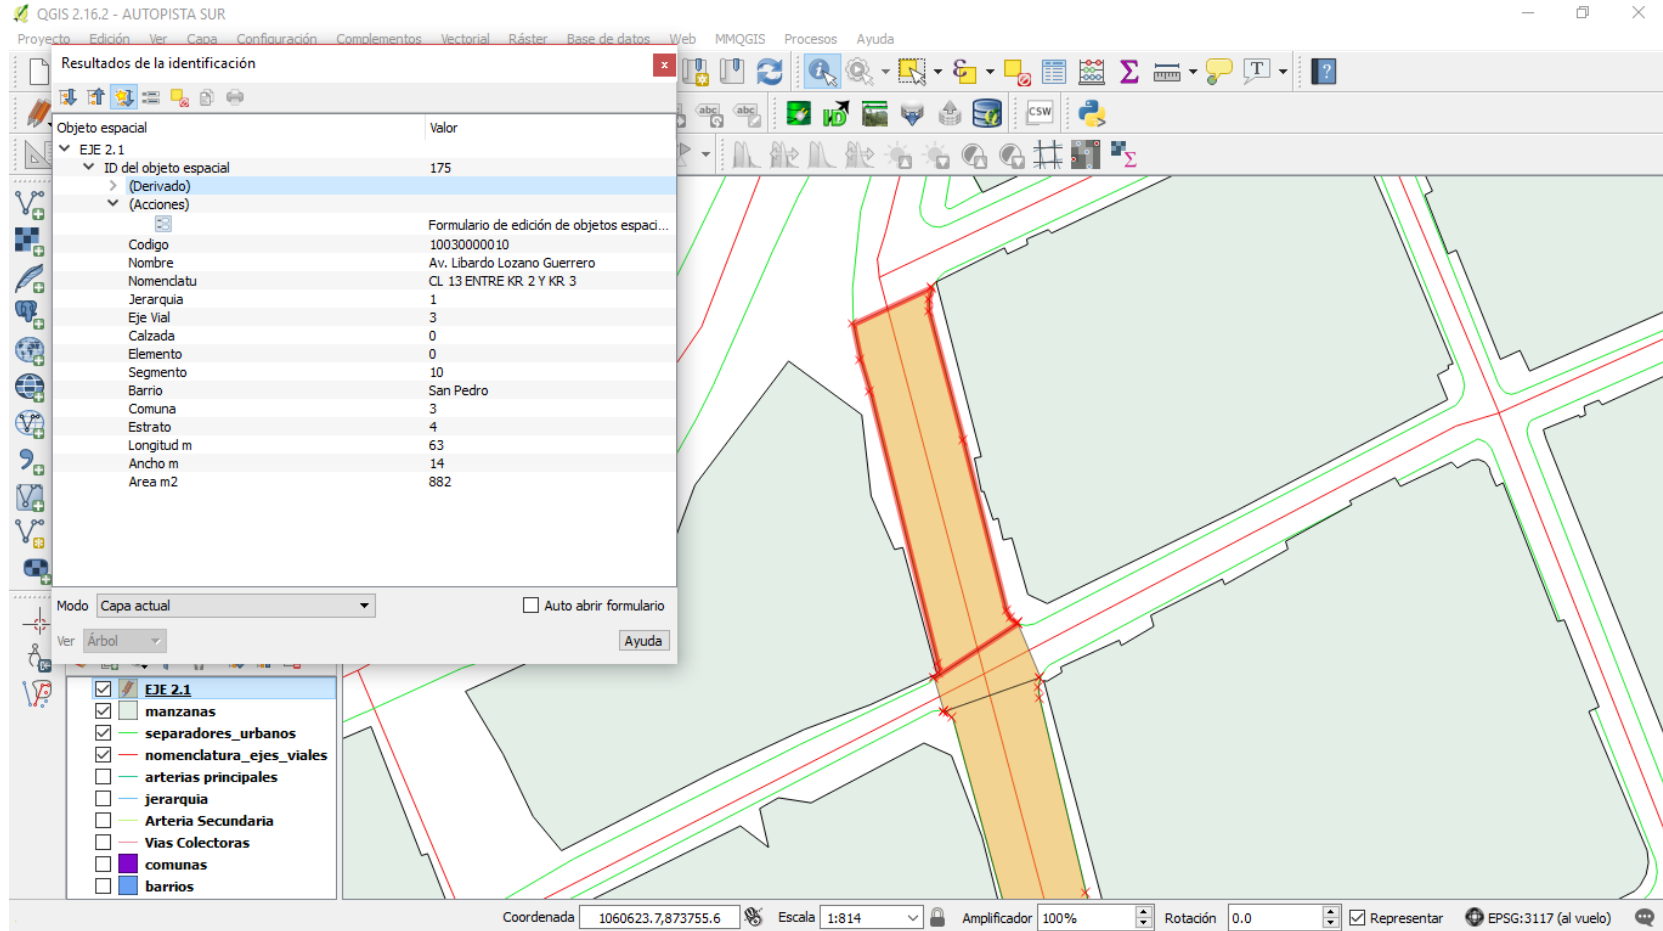 QGIS 2.16.2 - AUTOPISTA SUR
Proyecto Edición Ver Capa Configuración Complementos Vectorial Ráster Base de datos Web MMQGIS Procesos Ayuda
Resultados de la identificación
x
abc abc HD CSW
T ?
Objeto espacial Valor
EJE 2.1
ID del objeto espacial 175
(Derivado)
(Acciones)
Formulario de edición de objetos espaci...
Codigo 10030000010
Nombre Av. Libardo Lozano Guerrero
Nomenclatu CL 13 ENTRE KR 2 Y KR 3
Jerarquia 1
Eje Vial 3
Calzada 0
Elemento 0
Segmento 10
Barrio San Pedro
Comuna 3
Estrato 4
Longitud m 63
Ancho m 14
Area m2 882
Modo Capa actual Auto abrir formulario
Ver Árbol Ayuda
EJE 2.1
manzanas
separadores_urbanos
nomenclatura_ejes_viales
arterias principales
jerarquia
Arteria Secundaria
Vias Colectoras
comunas
barrios
Coordenada 1060623.7,873755.6 Escala 1:814 Amplificador 100% Rotación 0.0 Representar EPSG:3117 (al vuelo)